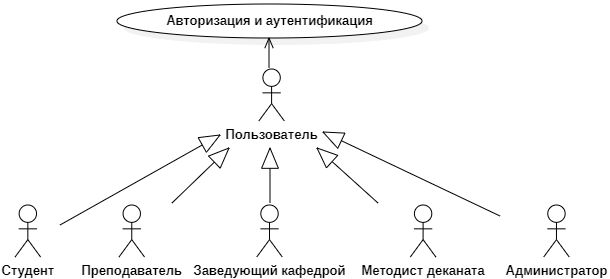 Авторизация и аутентификация
Пользователь
Студент Преподаватель Заведующий кафедрой Методист деканата Администратор